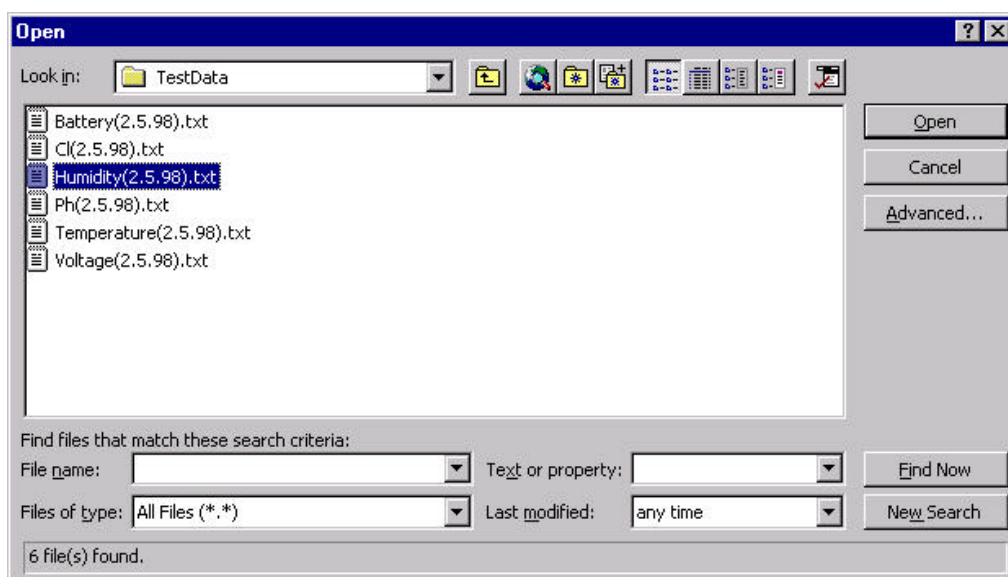 Open
Look in: TestData
Battery(2.5.98).txt
Cl(2.5.98).txt
Humidity(2.5.98).txt
Ph(2.5.98).txt
Temperature(2.5.98).txt
Voltage(2.5.98).txt
Open
Cancel
Advanced...
Find files that match these search criteria:
File name: Text or property: Find Now
Files of type: All Files (*.*) Last modified: any time New Search
6 file(s) found.